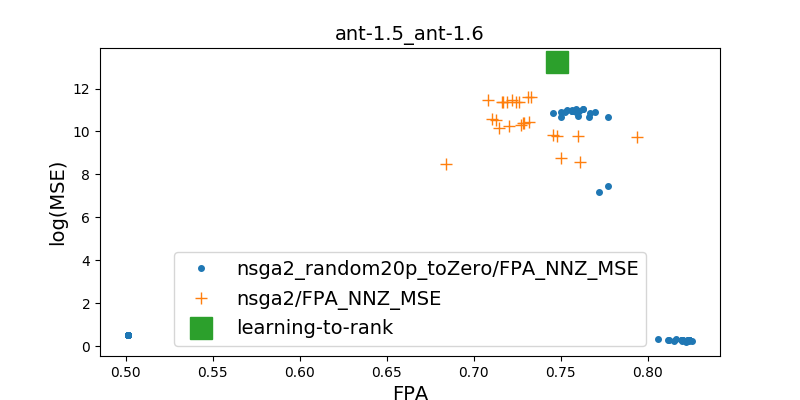 ant-1.5_ant-1.6
log(MSE)
12
10
8
6
4
2
0
nsga2_random20p_toZero/FPA_NNZ_MSE
nsga2/FPA_NNZ_MSE
learning-to-rank
0.50 0.55 0.60 0.65 0.70 0.75 0.80
FPA